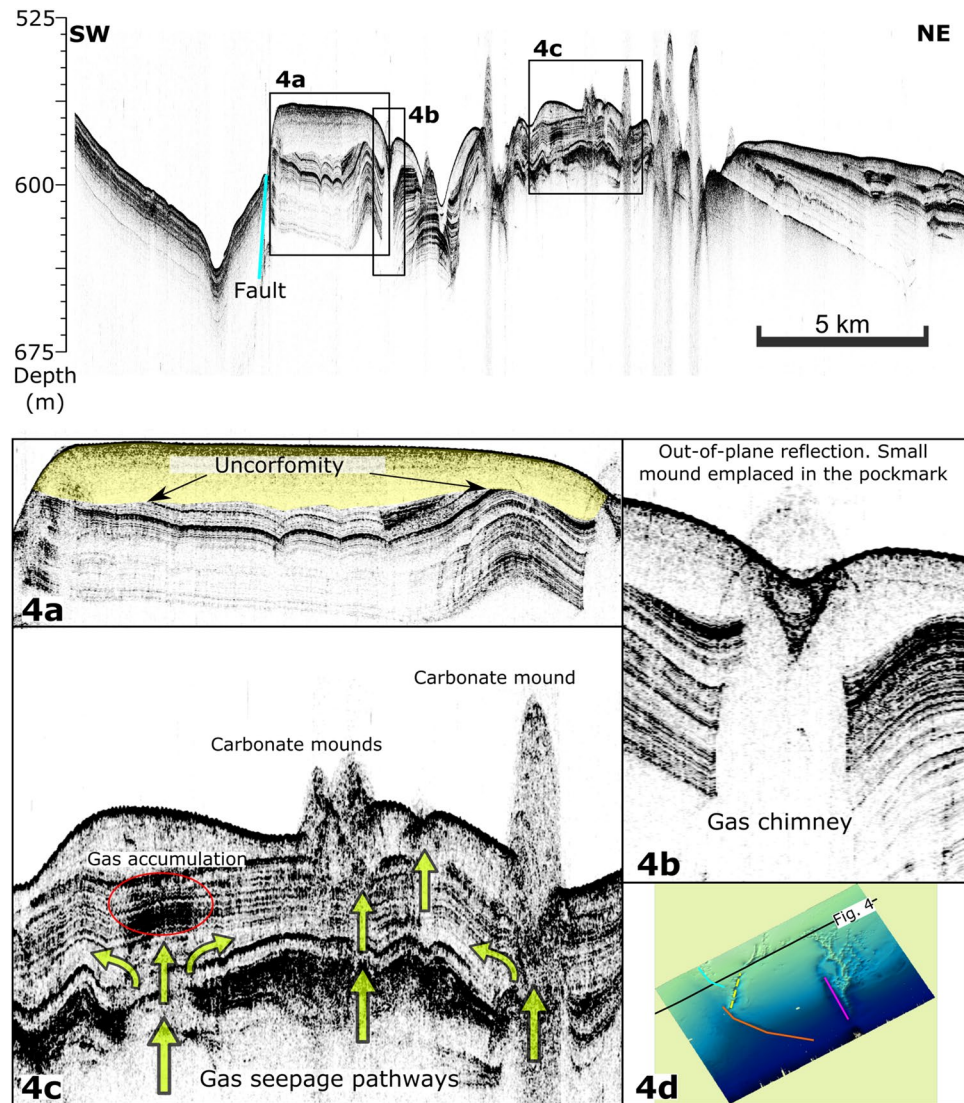 525
SW
NE
4a
4b
4c
600
Fault
5 km
675
Depth
(m)
Uncorfomity
4a
Out-of-plane reflection. Small
mound emplaced in the pockmark
Gas chimney
4b
Carbonate mound
Carbonate mounds
Gas accumulation
Gas seepage pathways
4c
Fig. 4-
4d